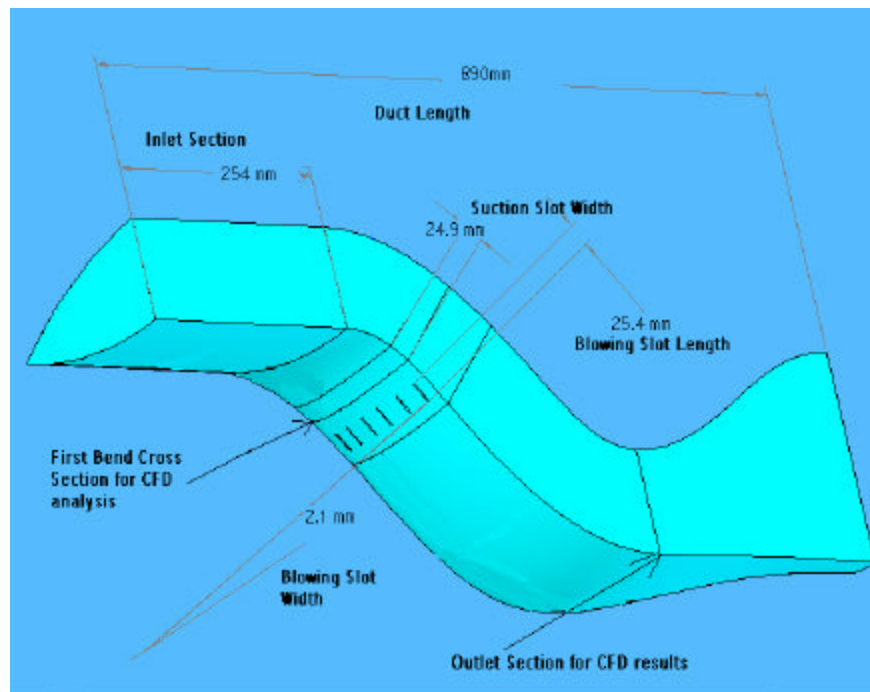 890mm
Duct Length
Inlet Section
254 mm
Suction Slot Width
24.9 mm
25.4 mm
Blowing Slot Length
First Bend Cross
Section for CFD
analysis
2.1 mm
Blowing Slot
Width
Outlet Section for CFD results